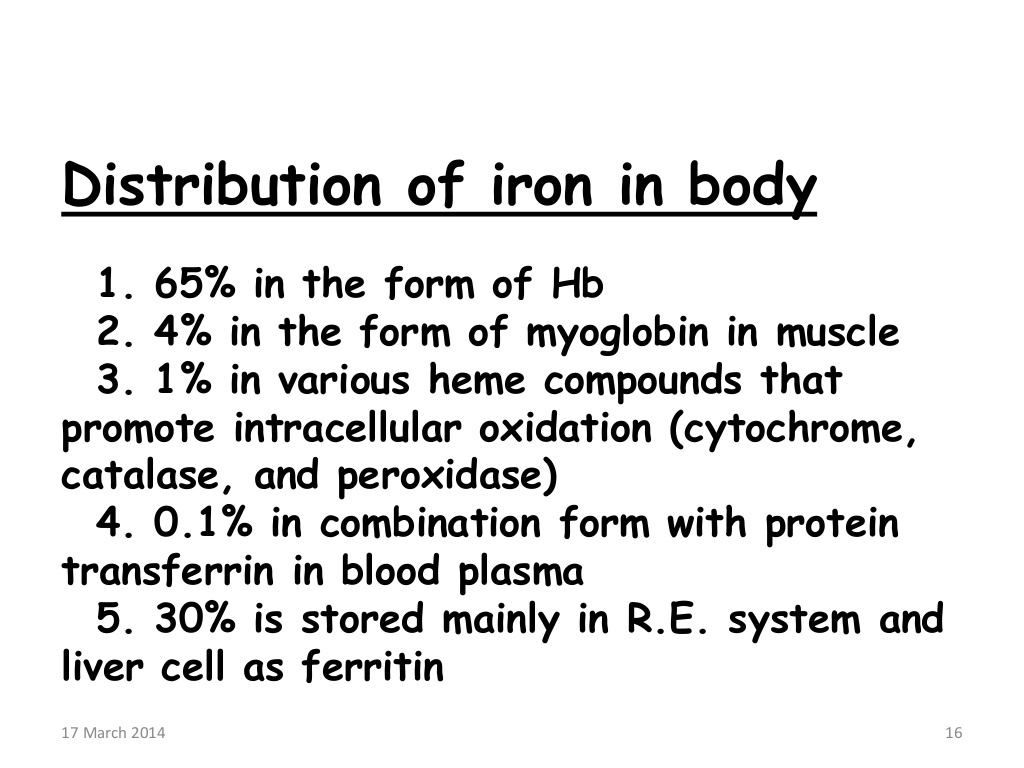 Distribution of iron in body
1. 65% in the form of Hb
2. 4% in the form of myoglobin in muscle
3. 1% in various heme compounds that
promote intracellular oxidation (cytochrome,
catalase, and peroxidase)
4. 0.1% in combination form with protein
transferrin in blood plasma
5. 30% is stored mainly in R.E. system and
liver cell as ferritin
17 March 2014
16